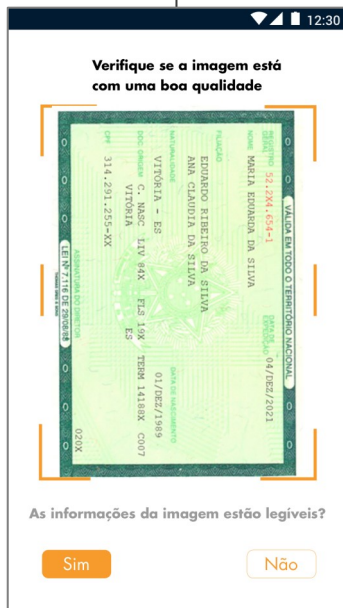 12:30
Verifique se a imagem está
com uma boa qualidade
VÁLIDA EM TODO O TERRITÓRIO NACIONAL
REGISTRO GERAL 52.2X4.654-1 DATA DE EXPEDIÇÃO 04/DEZ/2021
NOME MARIA EDUARDA DA SILVA
FILIAÇÃO
EDUARDO RIBEIRO DA SILVA
ANA CLAUDIA DA SILVA
NATURALIDADE DATA DE NASCIMENTO
VITÓRIA - ES 01/DEZ/1989
DOC ORIGEM C. NASC LIV 84X FLS 19X TERM 14188X C007
VITÓRIA ES
CPF 314.291.255-XX
020X
ASSINATURA DO DIRETOR
LEI Nº 7.116 DE 29/08/83
As informações da imagem estão legíveis?
Sim
Não